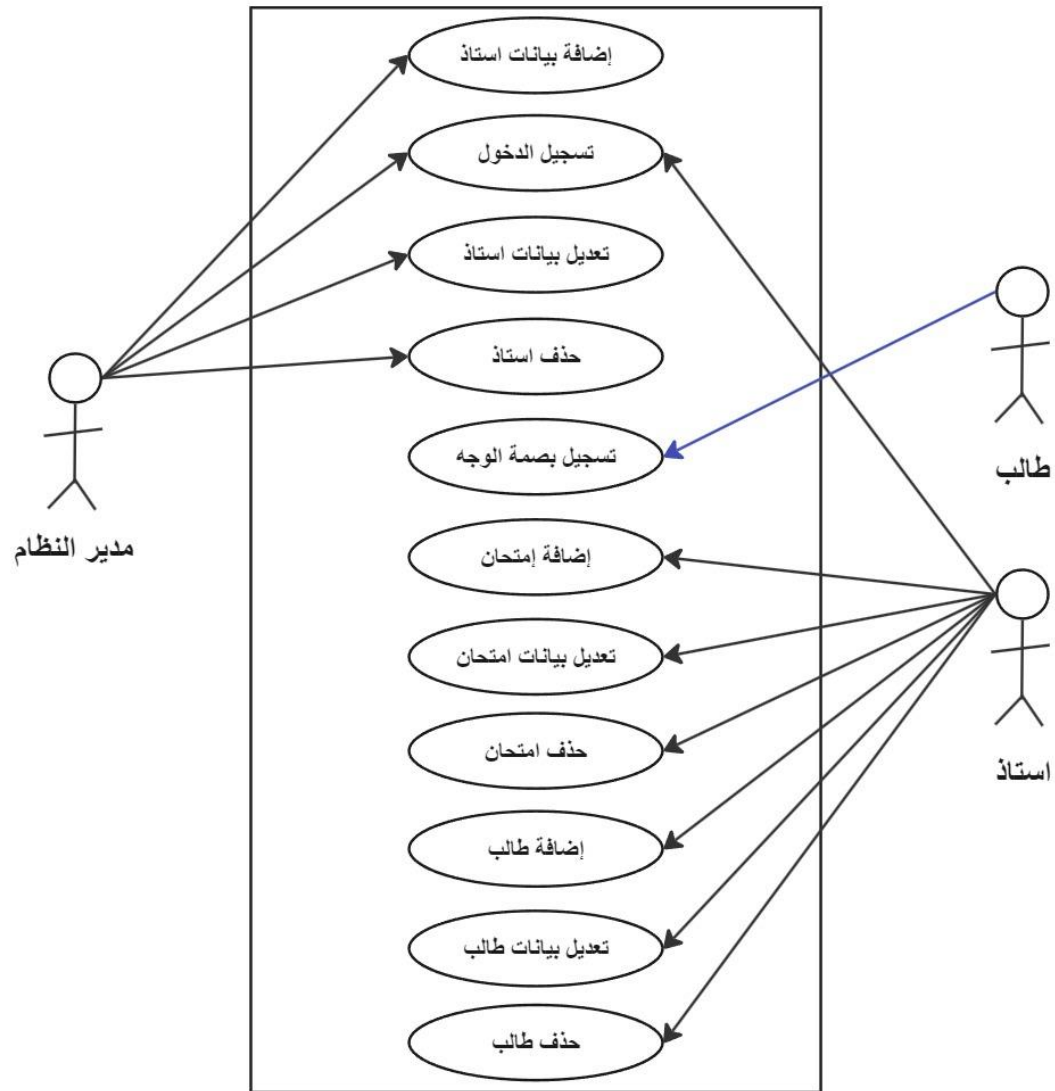 إضافة بيانات استاذ
تسجيل الدخول
تعديل بيانات استاذ
حذف استاذ
تسجيل بصمة الوجه
طالب
مدير النظام
إضافة إمتحان
تعديل بيانات امتحان
حذف امتحان
استاذ
إضافة طالب
تعديل بيانات طالب
حذف طالب